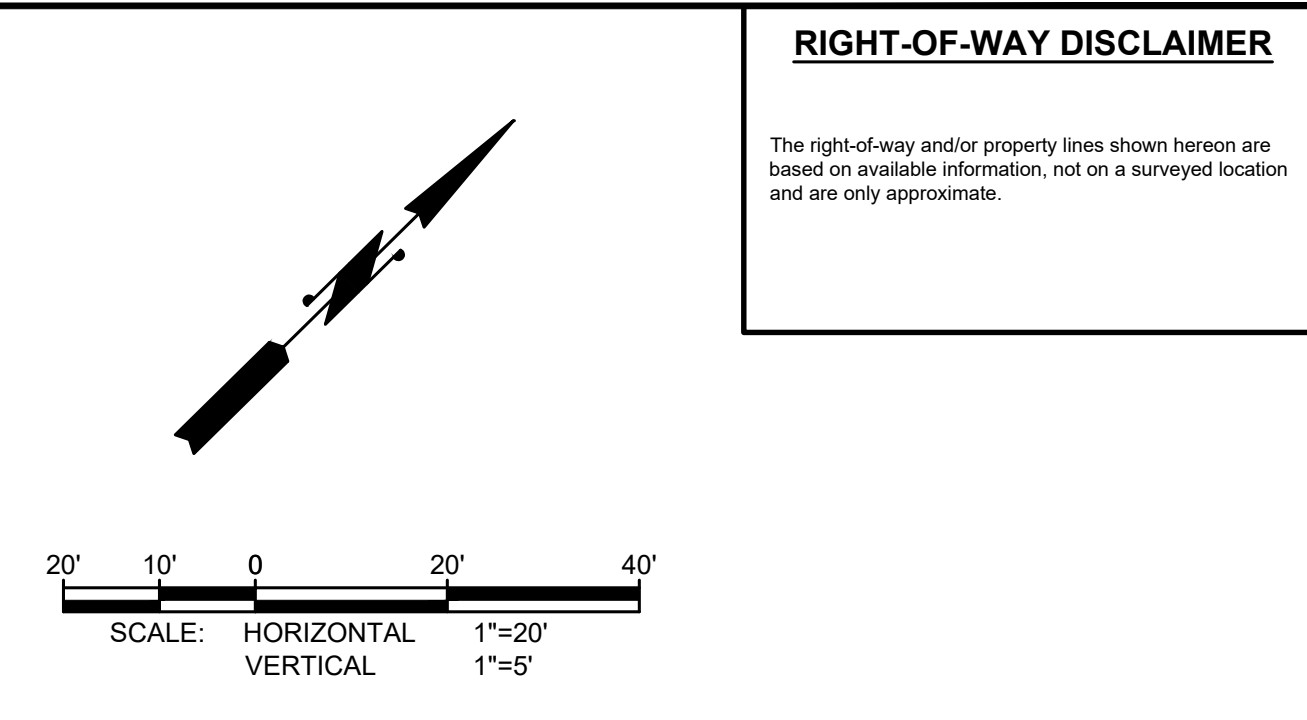 RIGHT-OF-WAY DISCLAIMER
The right-of-way and/or property lines shown hereon are
based on available information, not on a surveyed location
and are only approximate.
20' 10' 0 20' 40'
SCALE: HORIZONTAL 1"=20'
VERTICAL 1"=5'